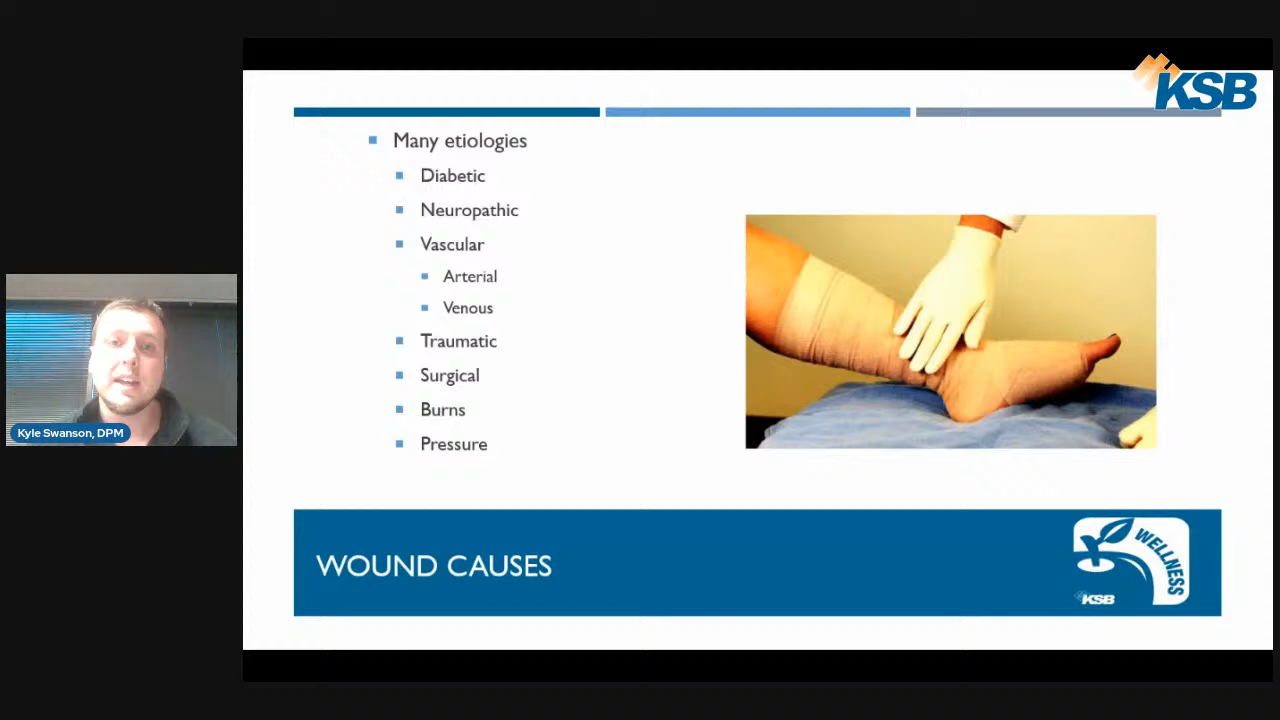 KSB
Many etiologies
Diabetic
Neuropathic
Vascular
Arterial
Venous
Traumatic
Surgical
Burns
Pressure
Kyle Swanson, DPM
WOUND CAUSES
WELLNESS
KSB